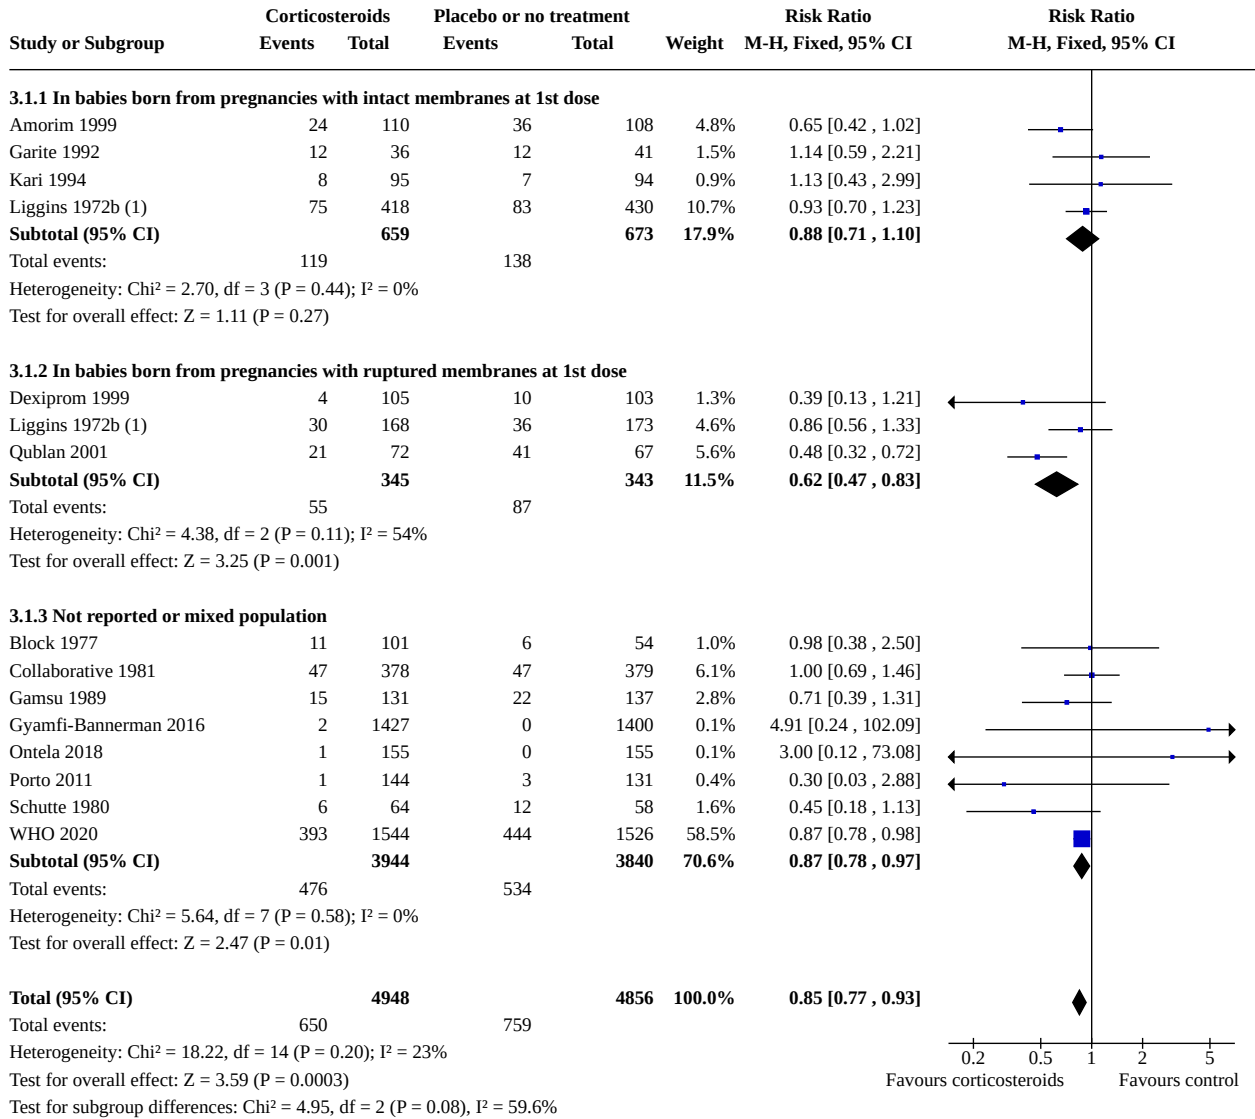 Corticosteroids Placebo or no treatment Risk Ratio Risk Ratio
Study or Subgroup Events Total Events Total Weight M-H, Fixed, 95% CI M-H, Fixed, 95% CI
3.1.1 In babies born from pregnancies with intact membranes at 1st dose
Amorim 1999 24 110 36 108 4.8% 0.65 [0.42 , 1.02]
Garite 1992 12 36 12 41 1.5% 1.14 [0.59 , 2.21]
Kari 1994 8 95 7 94 0.9% 1.13 [0.43 , 2.99]
Liggins 1972b (1) 75 418 83 430 10.7% 0.93 [0.70 , 1.23]
Subtotal (95% CI) 659 673 17.9% 0.88 [0.71 , 1.10]
Total events: 119 138
Heterogeneity: Chi² = 2.70, df = 3 (P = 0.44); I² = 0%
Test for overall effect: Z = 1.11 (P = 0.27)
3.1.2 In babies born from pregnancies with ruptured membranes at 1st dose
Dexiprom 1999 4 105 10 103 1.3% 0.39 [0.13 , 1.21]
Liggins 1972b (1) 30 168 36 173 4.6% 0.86 [0.56 , 1.33]
Qublan 2001 21 72 41 67 5.6% 0.48 [0.32 , 0.72]
Subtotal (95% CI) 345 343 11.5% 0.62 [0.47 , 0.83]
Total events: 55 87
Heterogeneity: Chi² = 4.38, df = 2 (P = 0.11); I² = 54%
Test for overall effect: Z = 3.25 (P = 0.001)
3.1.3 Not reported or mixed population
Block 1977 11 101 6 54 1.0% 0.98 [0.38 , 2.50]
Collaborative 1981 47 378 47 379 6.1% 1.00 [0.69 , 1.46]
Gamsu 1989 15 131 22 137 2.8% 0.71 [0.39 , 1.31]
Gyamfi-Bannerman 2016 2 1427 0 1400 0.1% 4.91 [0.24 , 102.09]
Ontela 2018 1 155 0 155 0.1% 3.00 [0.12 , 73.08]
Porto 2011 1 144 3 131 0.4% 0.30 [0.03 , 2.88]
Schutte 1980 6 64 12 58 1.6% 0.45 [0.18 , 1.13]
WHO 2020 393 1544 444 1526 58.5% 0.87 [0.78 , 0.98]
Subtotal (95% CI) 3944 3840 70.6% 0.87 [0.78 , 0.97]
Total events: 476 534
Heterogeneity: Chi² = 5.64, df = 7 (P = 0.58); I² = 0%
Test for overall effect: Z = 2.47 (P = 0.01)
Total (95% CI) 4948 4856 100.0% 0.85 [0.77 , 0.93]
Total events: 650 759
Heterogeneity: Chi² = 18.22, df = 14 (P = 0.20); I² = 23%
0.2 0.5 1 2 5
Test for overall effect: Z = 3.59 (P = 0.0003) Favours corticosteroids Favours control
Test for subgroup differences: Chi² = 4.95, df = 2 (P = 0.08), I² = 59.6%